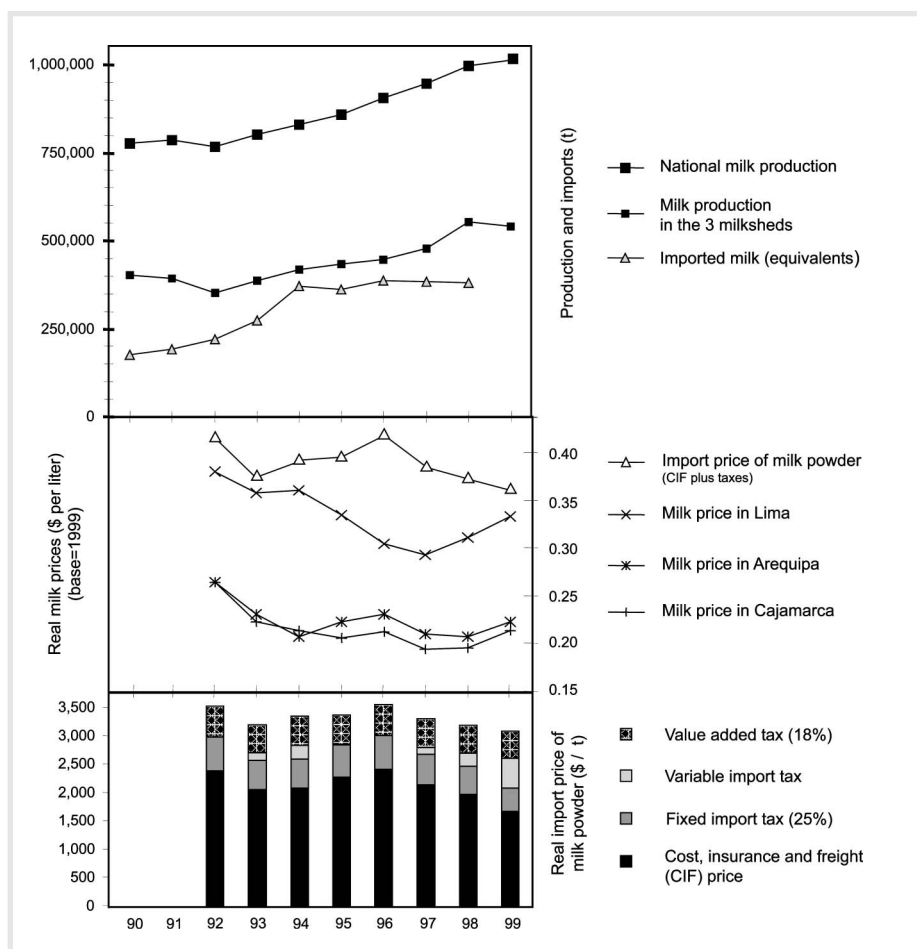 1,000,000
750,000
500,000
250,000
0
Production and imports (t)
National milk production
Milk production
in the 3 milksheds
Imported milk (equivalents)
Real milk prices ($ per liter)
(base=1999)
0.40
0.35
0.30
0.25
0.20
0.15
Import price of milk powder
(CIF plus taxes)
Milk price in Lima
Milk price in Arequipa
Milk price in Cajamarca
3,500
3,000
2,500
2,000
1,500
1,000
500
0
90 91 92 93 94 95 96 97 98 99
Real import price of
milk powder ($ / t)
Value added tax (18%)
Variable import tax
Fixed import tax (25%)
Cost, insurance and freight
(CIF) price